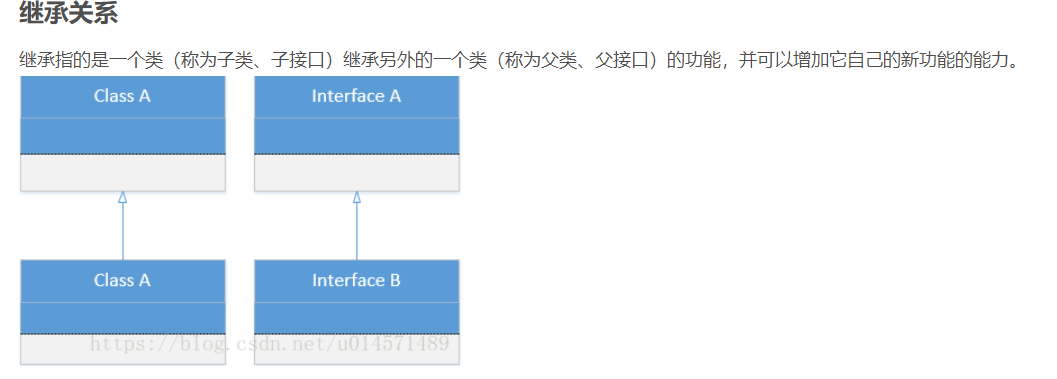 继承关系
继承指的是一个类（称为子类、子接口）继承另外的一个类（称为父类、父接口）的功能，并可以增加它自己的新功能的能力。
Class A
Interface A
Class A
Interface B
https://blog.csdn.net/u014571489